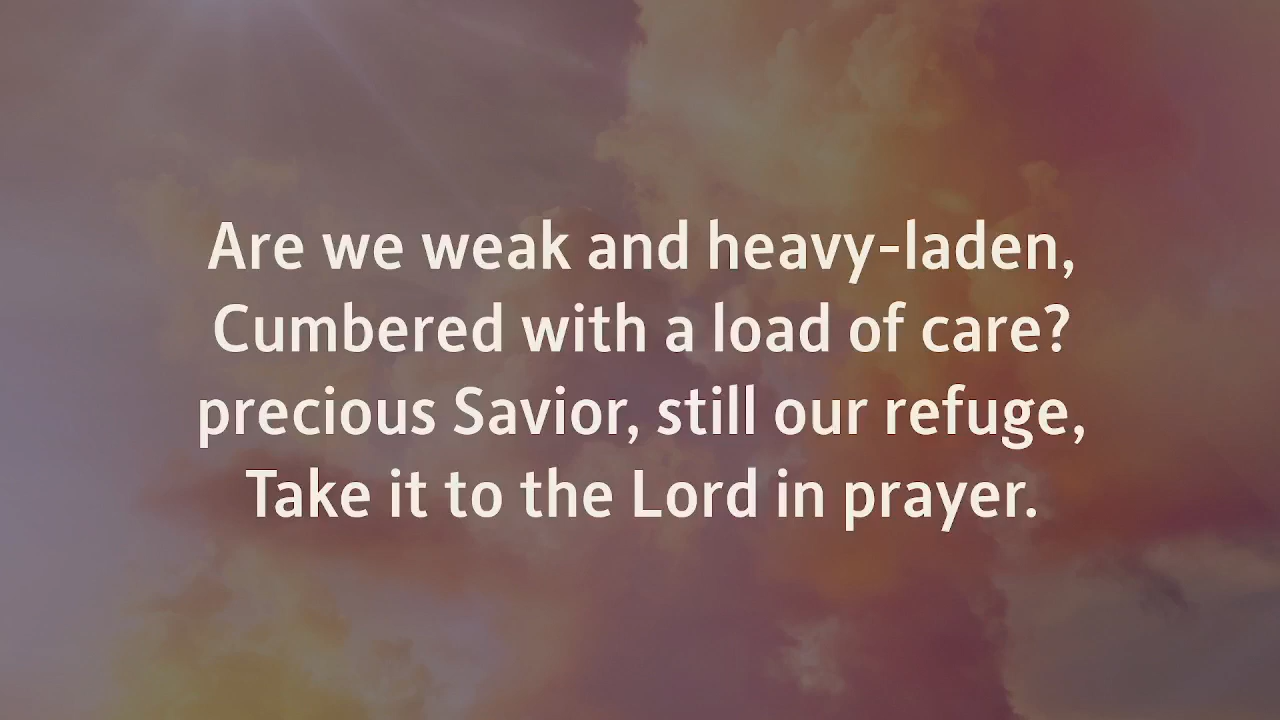 Are we weak and heavy-laden,
Cumbered with a load of care?
precious Savior, still our refuge,
Take it to the Lord in prayer.